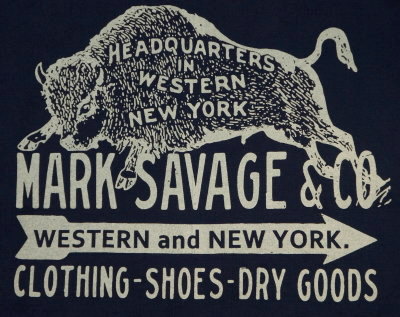 HEADQUARTERS
IN
WESTERN
NEW YORK
MARK SAVAGE & CO.
WESTERN and NEW YORK.
CLOTHING-SHOES-DRY GOODS